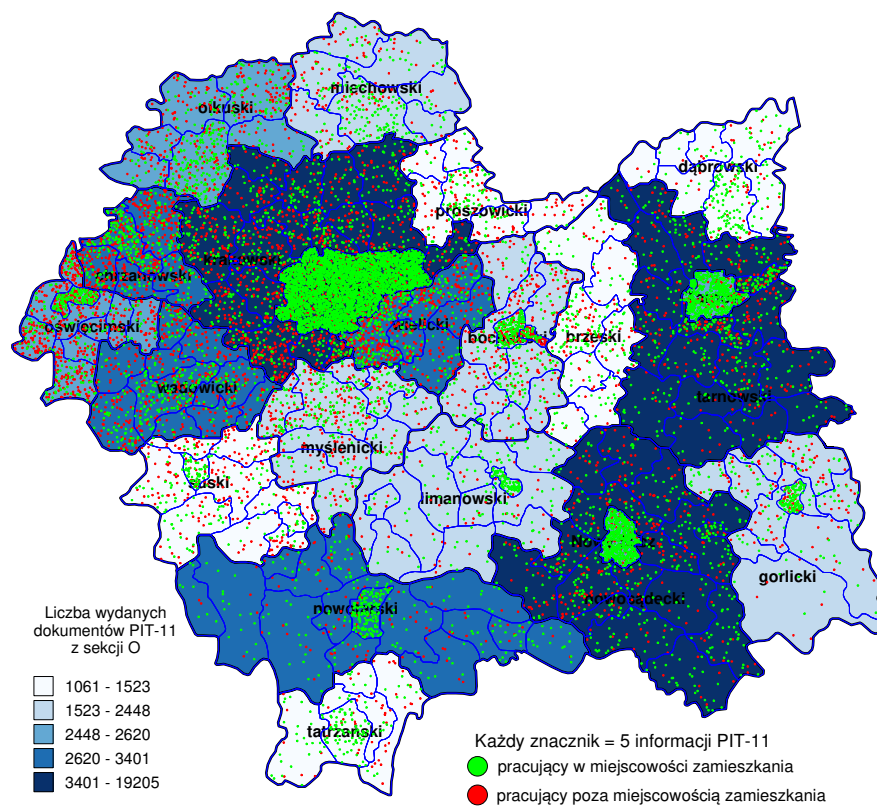 olkuski
miechowski
dąbrowski
proszowicki
krakowski
chrzanowski
oświęcimski
wielicki
bocheński
brzeski
wadowicki
tarnowski
myślenicki
suski
limanowski
gorlicki
nowosądecki
nowotarski
tatrzański
Liczba wydanych
dokumentów PIT-11
z sekcji O
1061 - 1523
1523 - 2448
2448 - 2620
2620 - 3401
3401 - 19205
Każdy znacznik = 5 informacji PIT-11
pracujący w miejscowości zamieszkania
pracujący poza miejscowością zamieszkania